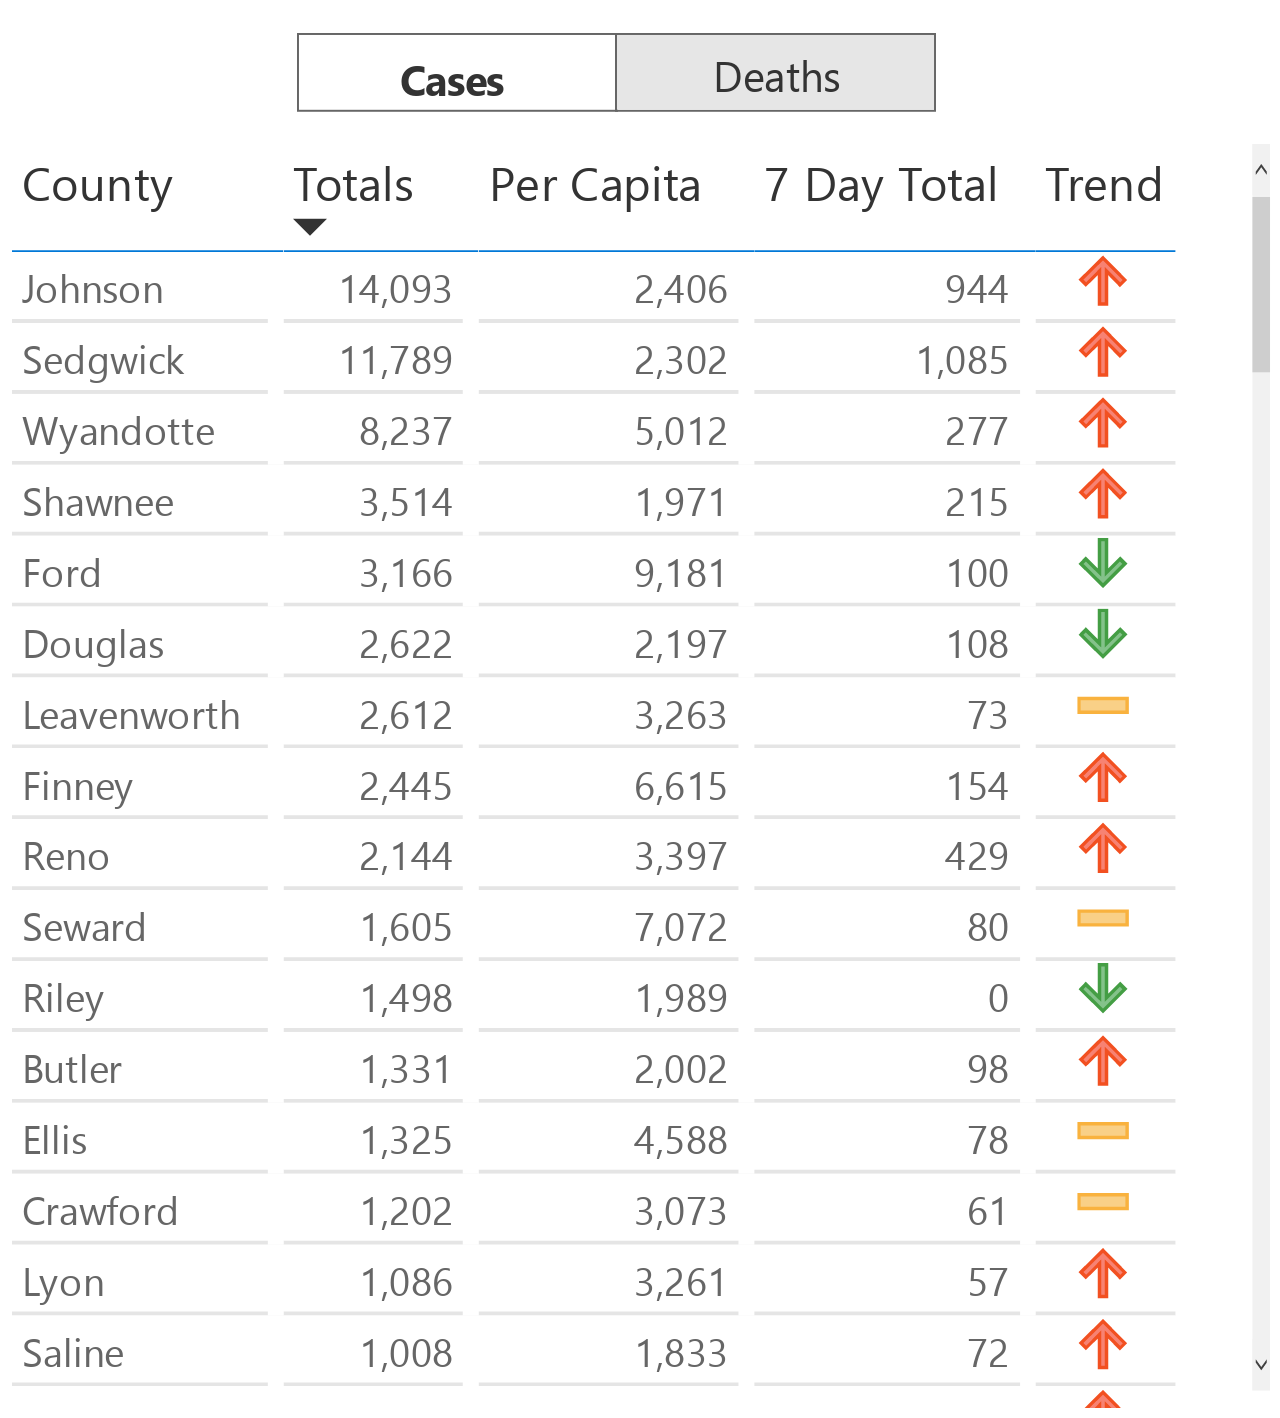 Cases Deaths
County Totals Per Capita 7 Day Total Trend
Johnson 14,093 2,406 944
Sedgwick 11,789 2,302 1,085
Wyandotte 8,237 5,012 277
Shawnee 3,514 1,971 215
Ford 3,166 9,181 100
Douglas 2,622 2,197 108
Leavenworth 2,612 3,263 73
Finney 2,445 6,615 154
Reno 2,144 3,397 429
Seward 1,605 7,072 80
Riley 1,498 1,989 0
Butler 1,331 2,002 98
Ellis 1,325 4,588 78
Crawford 1,202 3,073 61
Lyon 1,086 3,261 57
Saline 1,008 1,833 72